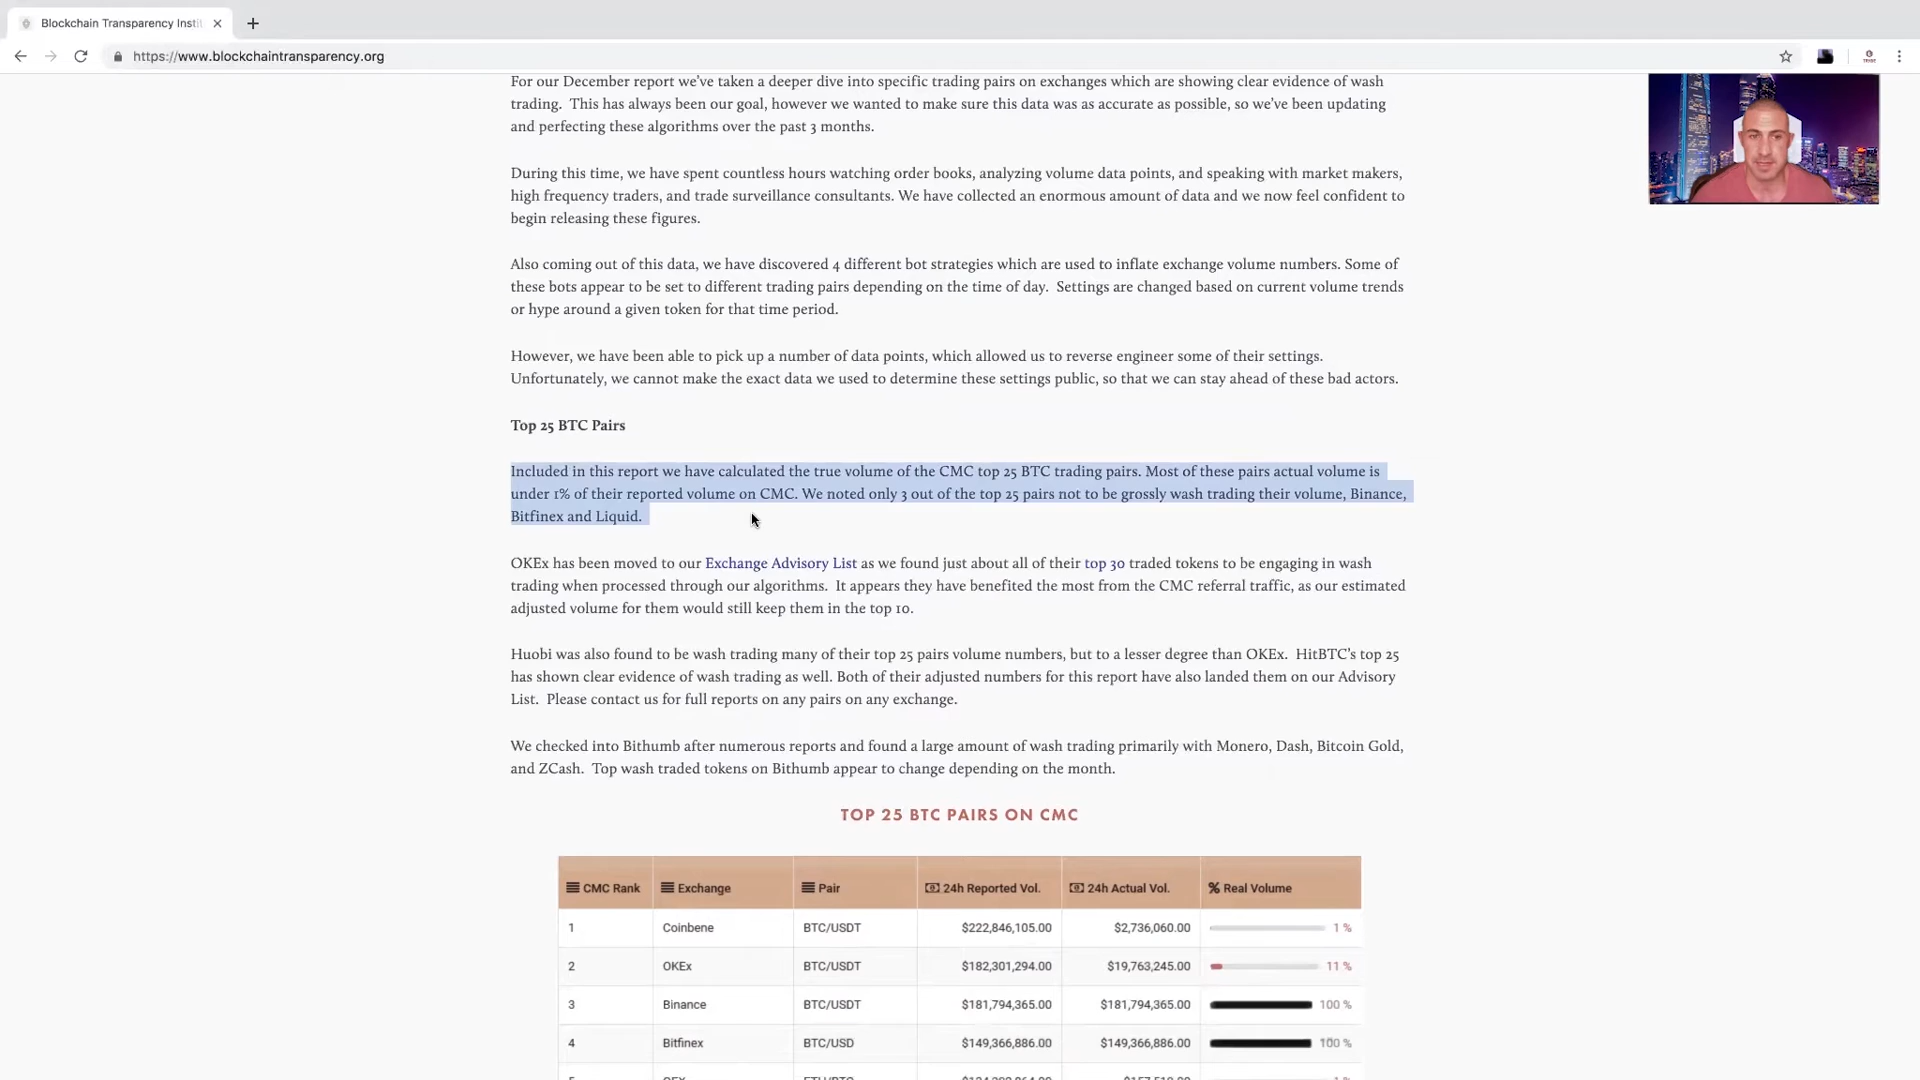 Blockchain Transparency Insti
https://www.blockchaintransparency.org
For our December report we've taken a deeper dive into specific trading pairs on exchanges which are showing clear evidence of wash
trading.  This has always been our goal, however we wanted to make sure this data was as accurate as possible, so we've been updating
and perfecting these algorithms over the past 3 months.
During this time, we have spent countless hours watching order books, analyzing volume data points, and speaking with market makers,
high frequency traders, and trade surveillance consultants. We have collected an enormous amount of data and we now feel confident to
begin releasing these figures.
Also coming out of this data, we have discovered 4 different bot strategies which are used to inflate exchange volume numbers. Some of
these bots appear to be set to different trading pairs depending on the time of day.  Settings are changed based on current volume trends
or hype around a given token for that time period.
However, we have been able to pick up a number of data points, which allowed us to reverse engineer some of their settings.
Unfortunately, we cannot make the exact data we used to determine these settings public, so that we can stay ahead of these bad actors.
Top 25 BTC Pairs
Included in this report we have calculated the true volume of the CMC top 25 BTC trading pairs. Most of these pairs actual volume is
under 1% of their reported volume on CMC. We noted only 3 out of the top 25 pairs not to be grossly wash trading their volume, Binance,
Bitfinex and Liquid.
OKEx has been moved to our Exchange Advisory List as we found just about all of their top 30 traded tokens to be engaging in wash
trading when processed through our algorithms.  It appears they have benefited the most from the CMC referral traffic, as our estimated
adjusted volume for them would still keep them in the top 10.
Huobi was also found to be wash trading many of their top 25 pairs volume numbers, but to a lesser degree than OKEx.  HitBTC's top 25
has shown clear evidence of wash trading as well. Both of their adjusted numbers for this report have also landed them on our Advisory
List.  Please contact us for full reports on any pairs on any exchange.
We checked into Bithumb after numerous reports and found a large amount of wash trading primarily with Monero, Dash, Bitcoin Gold,
and ZCash.  Top wash traded tokens on Bithumb appear to change depending on the month.
TOP 25 BTC PAIRS ON CMC
CMC Rank Exchange Pair 24h Reported Vol. 24h Actual Vol. % Real Volume
1 Coinbene BTC/USDT $222,846,105.00 $2,736,060.00 1 %
2 OKEx BTC/USDT $182,301,294.00 $19,763,245.00 11 %
3 Binance BTC/USDT $181,794,365.00 $181,794,365.00 100 %
4 Bitfinex BTC/USD $149,366,886.00 $149,366,886.00 100 %